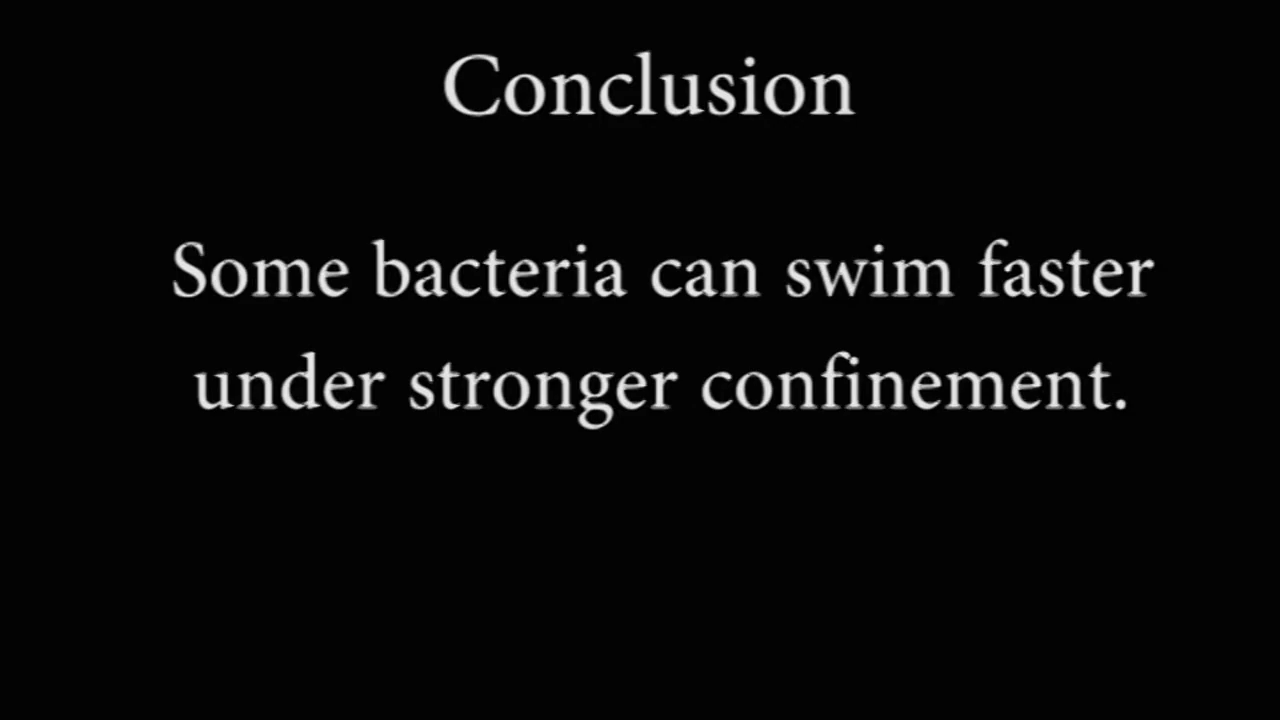 Conclusion
Some bacteria can swim faster
under stronger confinement.